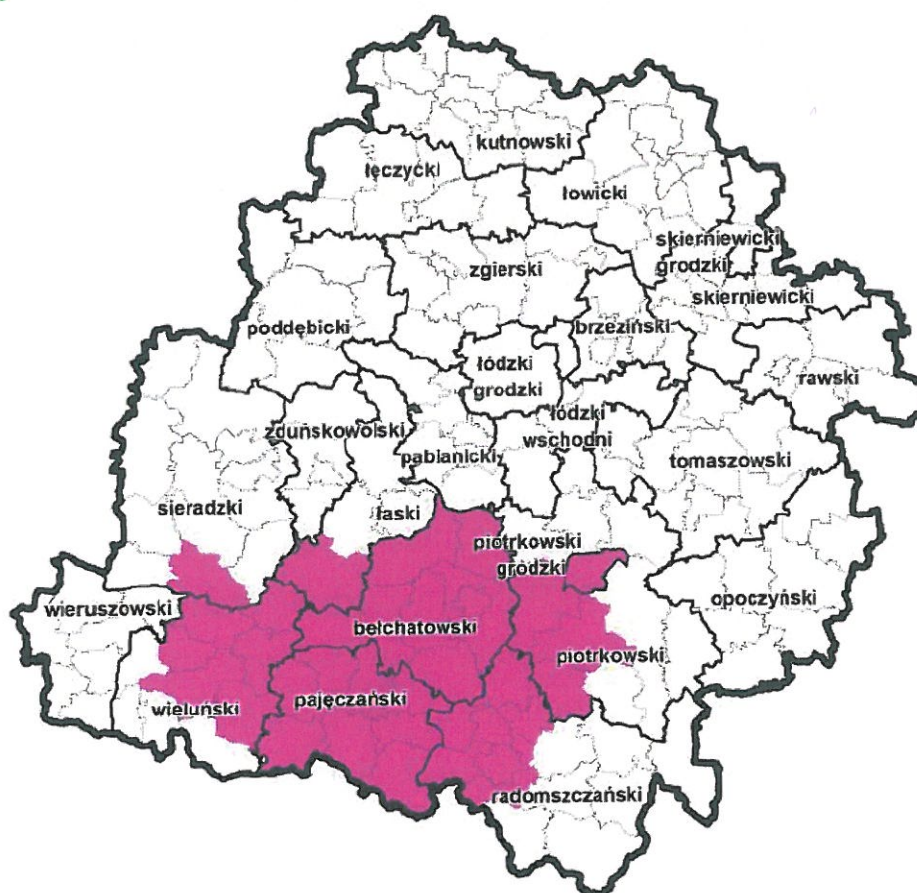 kutnowski
łęczycki
łowicki
skierniewicki
grodzki
zgierski
skierniewicki
poddębicki
brzeziński
łódzki
grodzki
rawski
łódzki
wschodni
zduńskowolski
pabianicki
tomaszowski
sieradzki
łaski
piotrkowski
grodzki
opoczyński
wieruszowski
bełchatowski
piotrkowski
pajęczański
wieluński
radomszczański